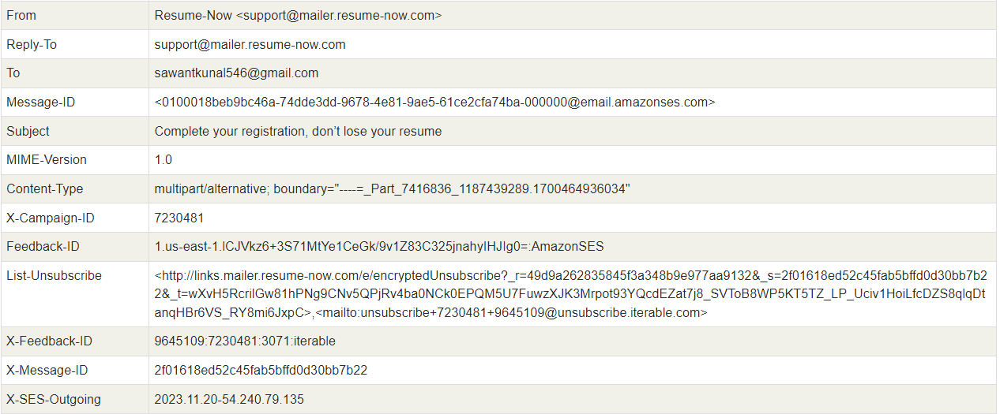 From Resume-Now <support@mailer.resume-now.com>
Reply-To support@mailer.resume-now.com
To sawantkunal546@gmail.com
Message-ID <0100018beb9bc46a-74dde3dd-9678-4e81-9ae5-61ce2cfa74ba-000000@email.amazonses.com>
Subject Complete your registration, don’t lose your resume
MIME-Version 1.0
Content-Type multipart/alternative; boundary="----=_Part_7416836_1187439289.1700464936034"
X-Campaign-ID 7230481
Feedback-ID 1.us-east-1.lCJVkz6+3S71MtYe1CeGk/9v1Z83C325jnahyIHJIg0=:AmazonSES
List-Unsubscribe <http://links.mailer.resume-now.com/e/encryptedUnsubscribe?_r=49d9a262835845f3a348b9e977aa9132&_s=2f01618ed52c45fab5bffd0d30bb7b2
2&_t=wXvH5RcrilGw81hPNg9CNv5QPjRv4ba0NCk0EPQM5U7FuwzXJK3Mrpot93YQcdEZat7j8_SVToB8WP5KT5TZ_LP_Uciv1HoiLfcDZS8qlqDt
anqHBr6VS_RY8mi6JxpC>,<mailto:unsubscribe+7230481+9645109@unsubscribe.iterable.com>
X-Feedback-ID 9645109:7230481:3071:iterable
X-Message-ID 2f01618ed52c45fab5bffd0d30bb7b22
X-SES-Outgoing 2023.11.20-54.240.79.135